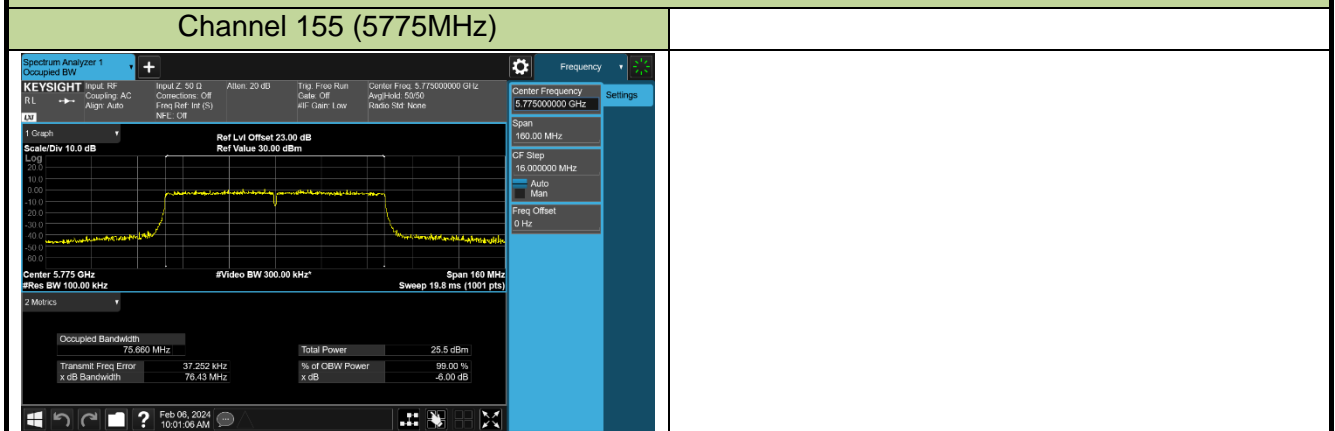 Channel 155 (5775MHz)
Spectrum Analyzer 1
Occupied BW
Frequency
KEYSIGHT
R L
LXI
Input: RF
Coupling: AC
Align: Auto
Input Z: 50 Ω
Corrections: Off
Freq Ref: Int (S)
NFE: Off
Atten: 20 dB
Trig: Free Run
Gate: Off
#IF Gain: Low
Center Freq: 5.775000000 GHz
Avg|Hold: 50/50
Radio Std: None
Center Frequency
5.775000000 GHz
Settings
Span
160.00 MHz
CF Step
16.000000 MHz
Auto
Man
Freq Offset
0 Hz
1 Graph
Scale/Div 10.0 dB
Ref Lvl Offset 23.00 dB
Ref Value 30.00 dBm
Log
20.0
10.0
0.00
-10.0
-20.0
-30.0
-40.0
-50.0
-60.0
Center 5.775 GHz
#Video BW 300.00 kHz*
Span 160 MHz
#Res BW 100.00 kHz
Sweep 19.8 ms (1001 pts)
2 Metrics
Occupied Bandwidth
75.660 MHz
Total Power 25.5 dBm
Transmit Freq Error 37.252 kHz
% of OBW Power 99.00 %
x dB Bandwidth 76.43 MHz
x dB -6.00 dB
?
Feb 06, 2024
10:01:06 AM